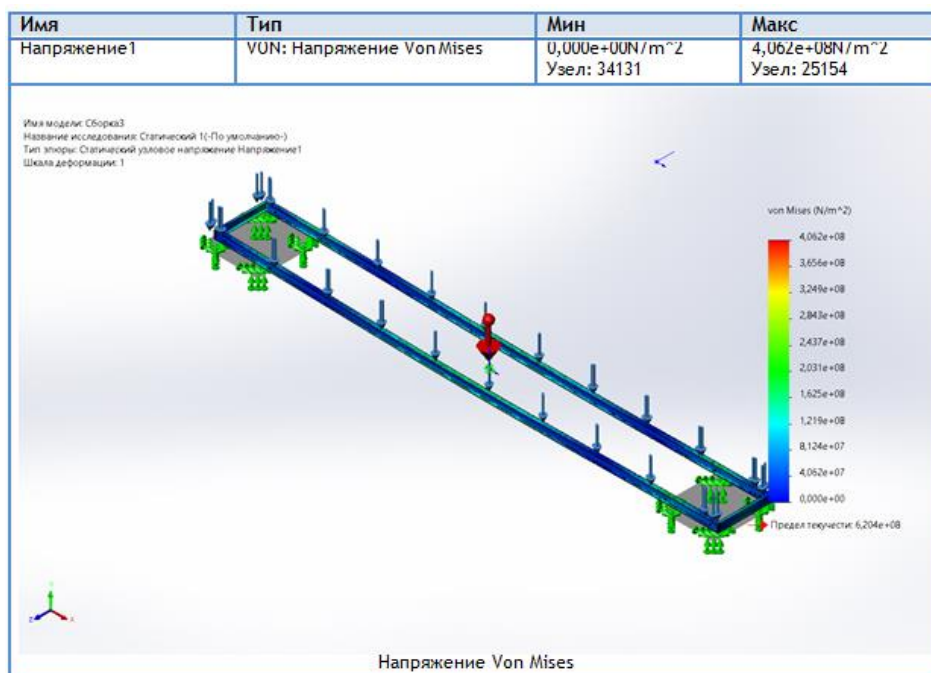 Имя Тип Мин Макс
Напряжение1 VON: Напряжение Von Mises 0,000e+00N/m^2 4,062e+08N/m^2
Узел: 34131 Узел: 25154
Имя модели: Сборка3
Название исследования: Статический 1(-По умолчанию-)
Тип эпюры: Статический узловое напряжение Напряжение1
Шкала деформации: 1
von Mises (N/m^2)
4,062e+08
3,656e+08
3,249e+08
2,843e+08
2,437e+08
2,031e+08
1,625e+08
1,219e+08
8,124e+07
4,062e+07
0,000e+00
Предел текучести: 6,204e+08
Напряжение Von Mises